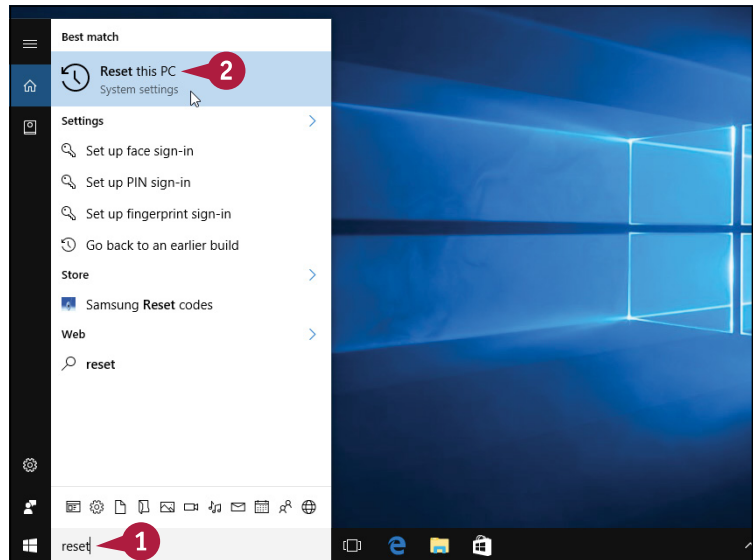 Best match
Reset this PC
2
System settings
Settings
Set up face sign-in
Set up PIN sign-in
Set up fingerprint sign-in
Go back to an earlier build
Store
Samsung Reset codes
Web
reset
reset
1